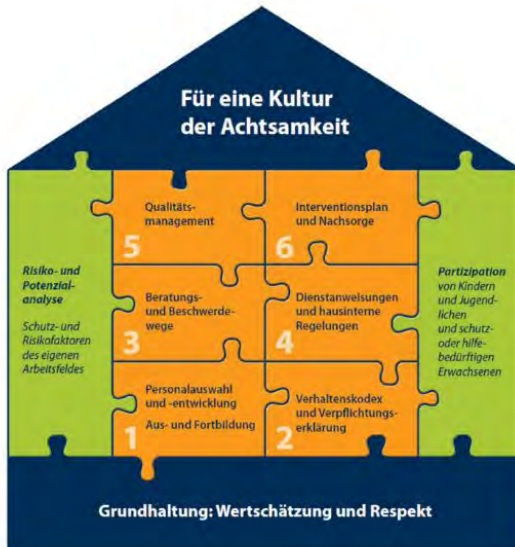 Für eine Kultur
der Achtsamkeit
Risiko- und
Potenzial-
analyse
Schutz- und
Risikofaktoren
des eigenen
Arbeitsfeldes
Qualitäts-
management
5
Interventionsplan
und Nachsorge
6
Beratungs-
und Beschwerde-
wege
3
Dienstanweisungen
und hausinterne
Regelungen
4
Personalauswahl
und -entwicklung
Aus- und Fortbildung
1
Verhaltenskodex
und Verpflichtungs-
erklärung
2
Partizipation
von Kindern
und Jugend-
lichen
und schutz-
oder hilfe-
bedürftigen
Erwachsenen
Grundhaltung: Wertschätzung und Respekt